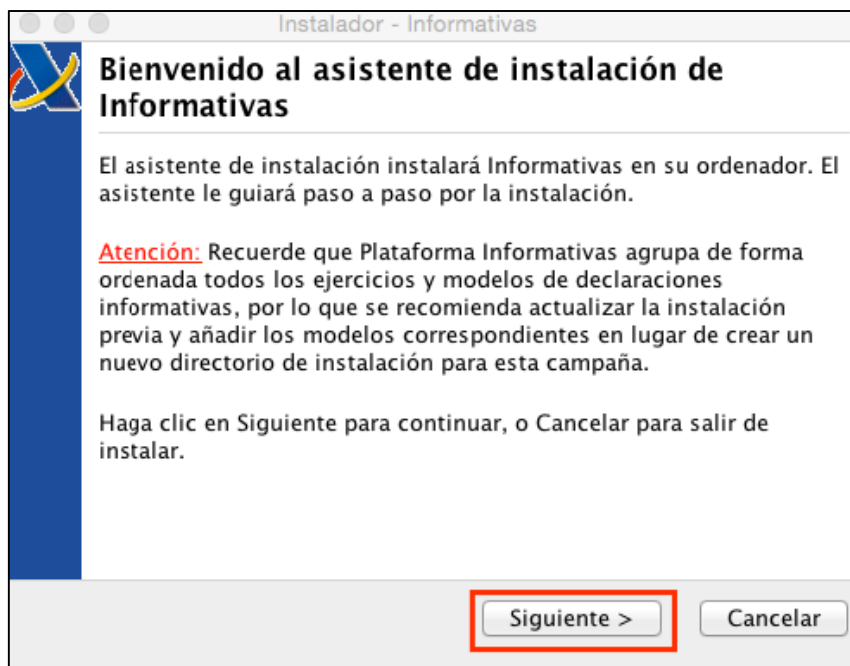 Instalador - Informativas
Bienvenido al asistente de instalación de
Informativas
El asistente de instalación instalará Informativas en su ordenador. El
asistente le guiará paso a paso por la instalación.
Atención: Recuerde que Plataforma Informativas agrupa de forma
ordenada todos los ejercicios y modelos de declaraciones
informativas, por lo que se recomienda actualizar la instalación
previa y añadir los modelos correspondientes en lugar de crear un
nuevo directorio de instalación para esta campaña.
Haga clic en Siguiente para continuar, o Cancelar para salir de
instalar.
Siguiente > Cancelar